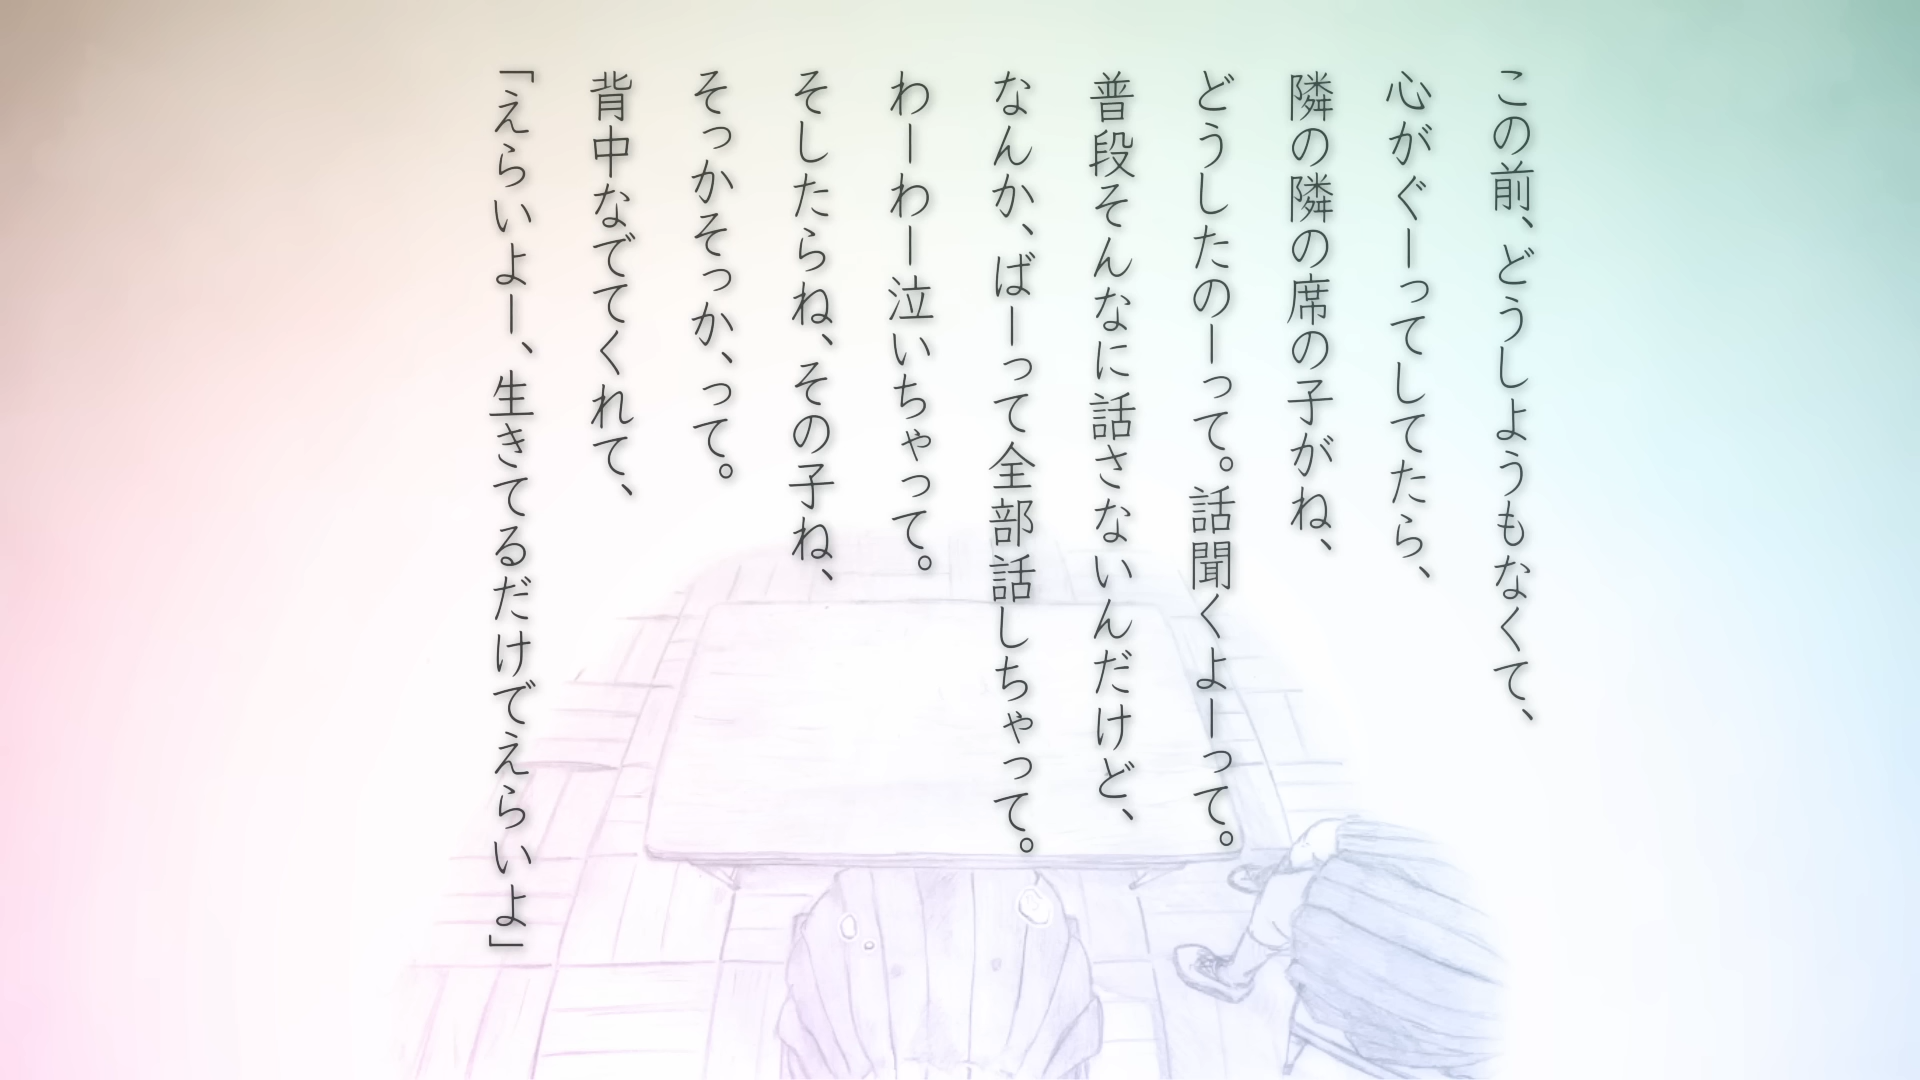 この前、どうしようもなくて、
心がぐーってしてたら、
隣の隣の席の子がね、
どうしたのーって。話聞くよーって。
普段そんなに話さないんだけど、
なんか、ばーって全部話しちゃって。
わーわー泣いちゃって。
そしたらね、その子ね、
そっかそっか、って。
背中なでてくれて、
「えらいよー、生きてるだけでえらいよ」